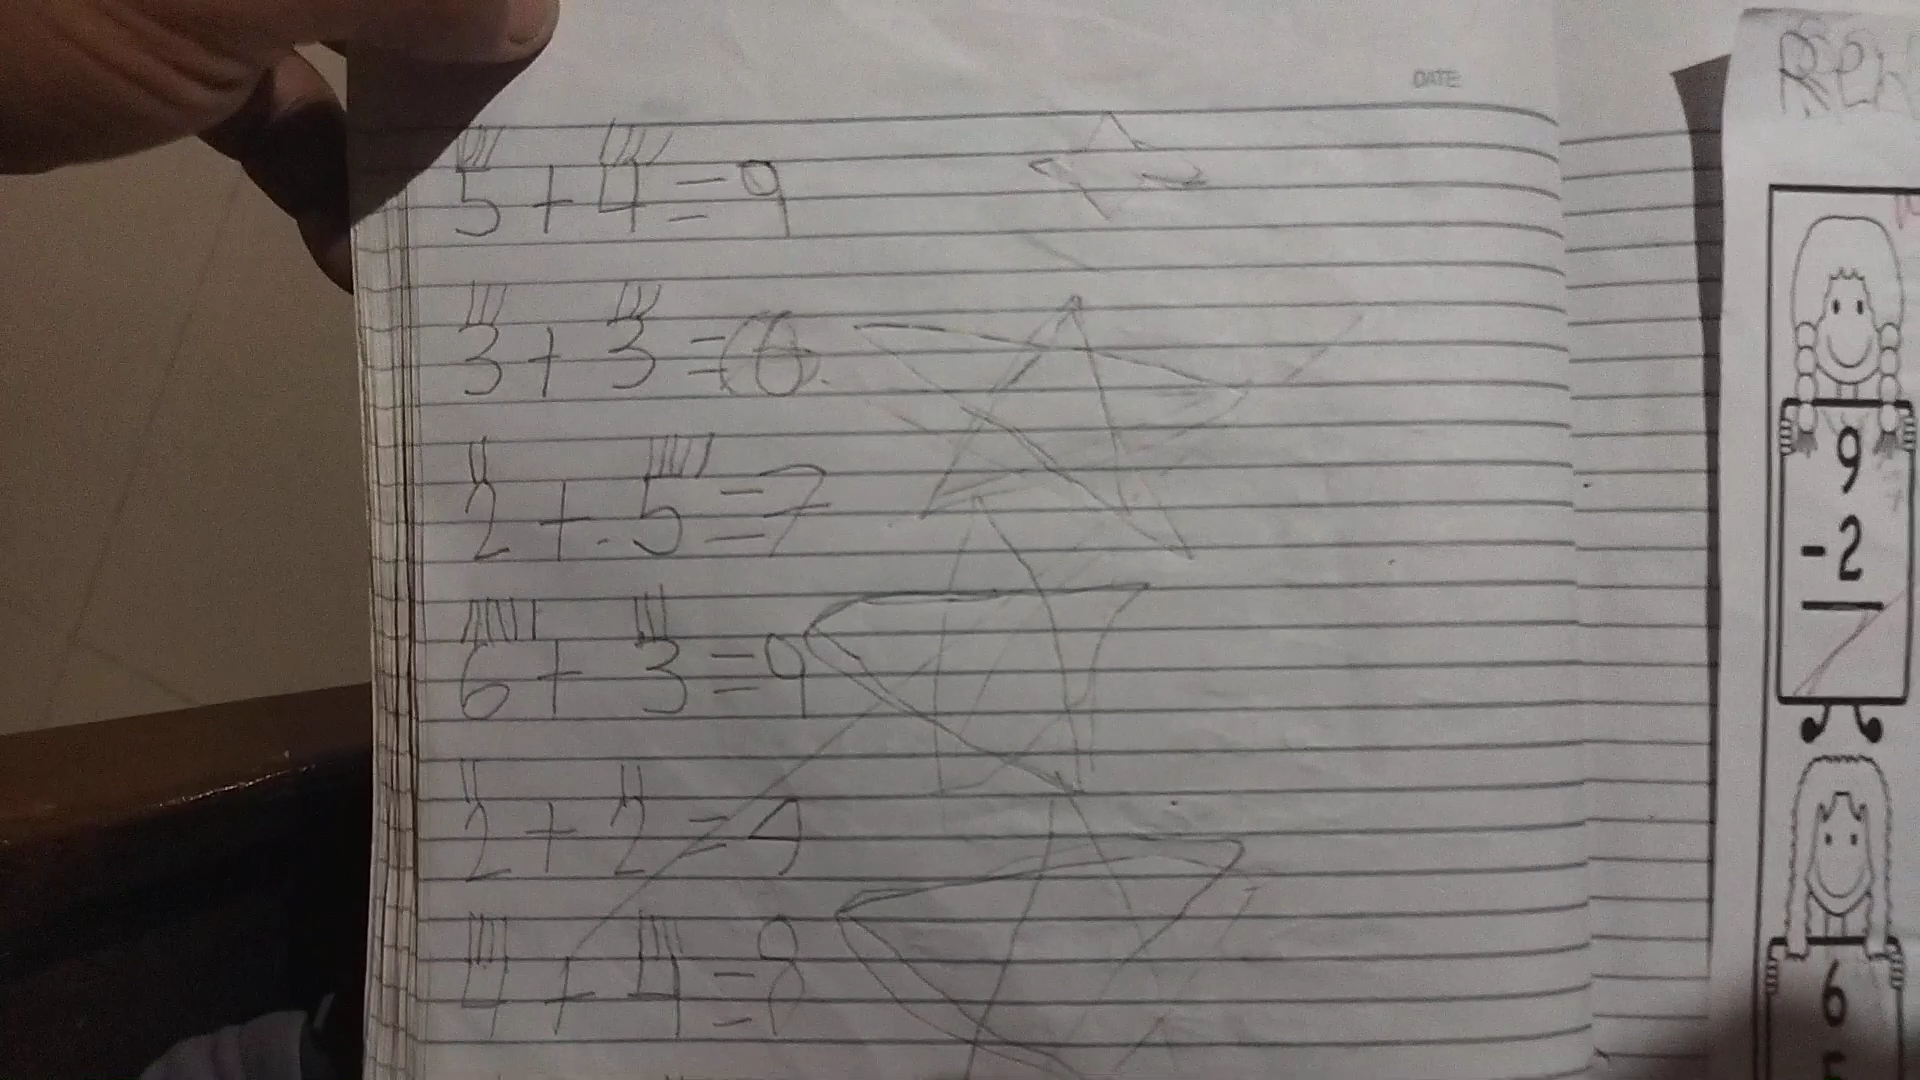 DATE
5 + 4 = 9
3 + 3 = 6
2 + 5 = 7
6 + 3 = 9
2 + 2 = 4
4 + 4 = 8
9
-2
6